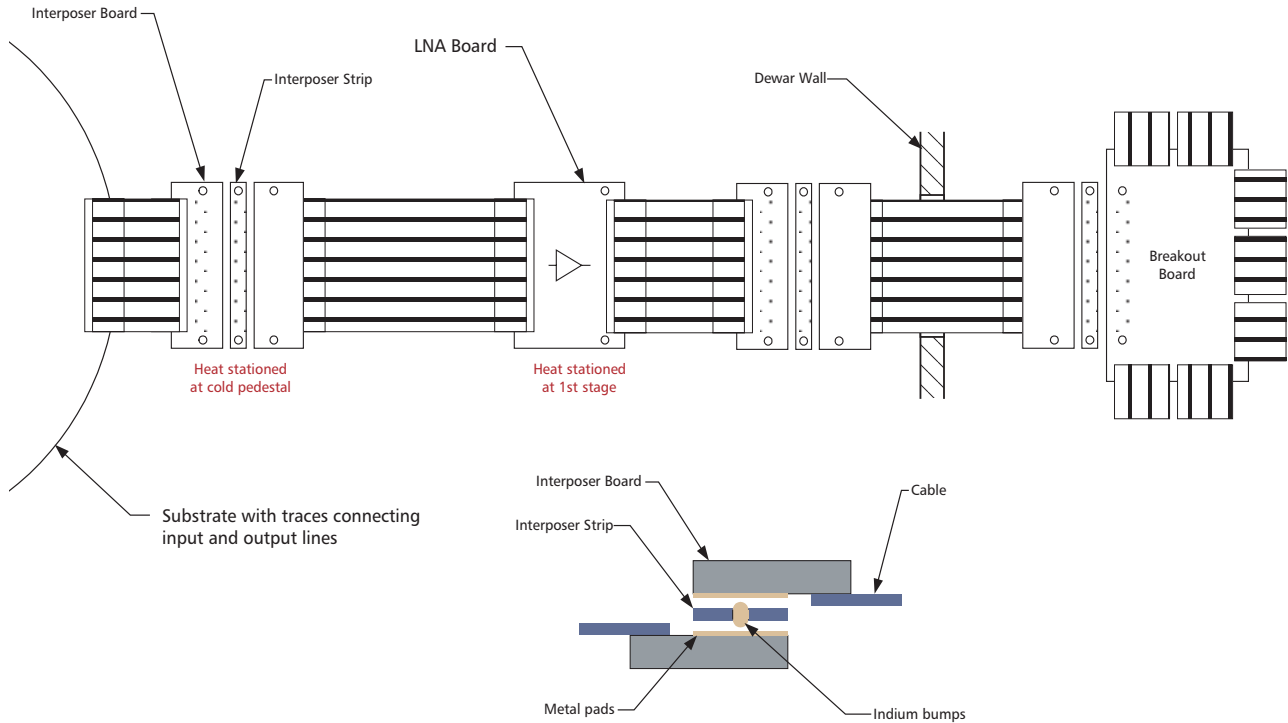 Interposer Board
LNA Board
Interposer Strip
Dewar Wall
Breakout
Board
Heat stationed
at cold pedestal
Heat stationed
at 1st stage
Substrate with traces connecting
input and output lines
Interposer Board
Cable
Interposer Strip
Metal pads
Indium bumps